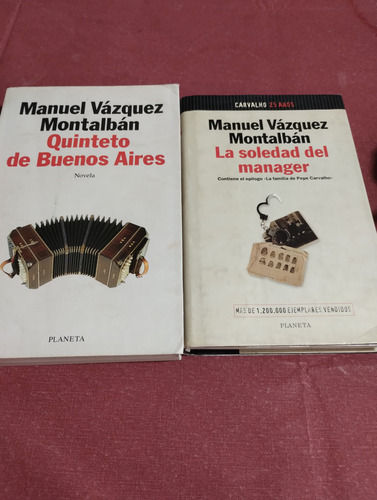 Manuel Vázquez
Montalbán
Quinteto
de Buenos Aires
Novela
PLANETA
CARVALHO 25 AÑOS
Manuel Vázquez
Montalbán
La soledad del
manager
Contiene el epílogo «La familia de Pepe Carvalho»
MÁS DE 1.200.000 EJEMPLARES VENDIDOS
PLANETA